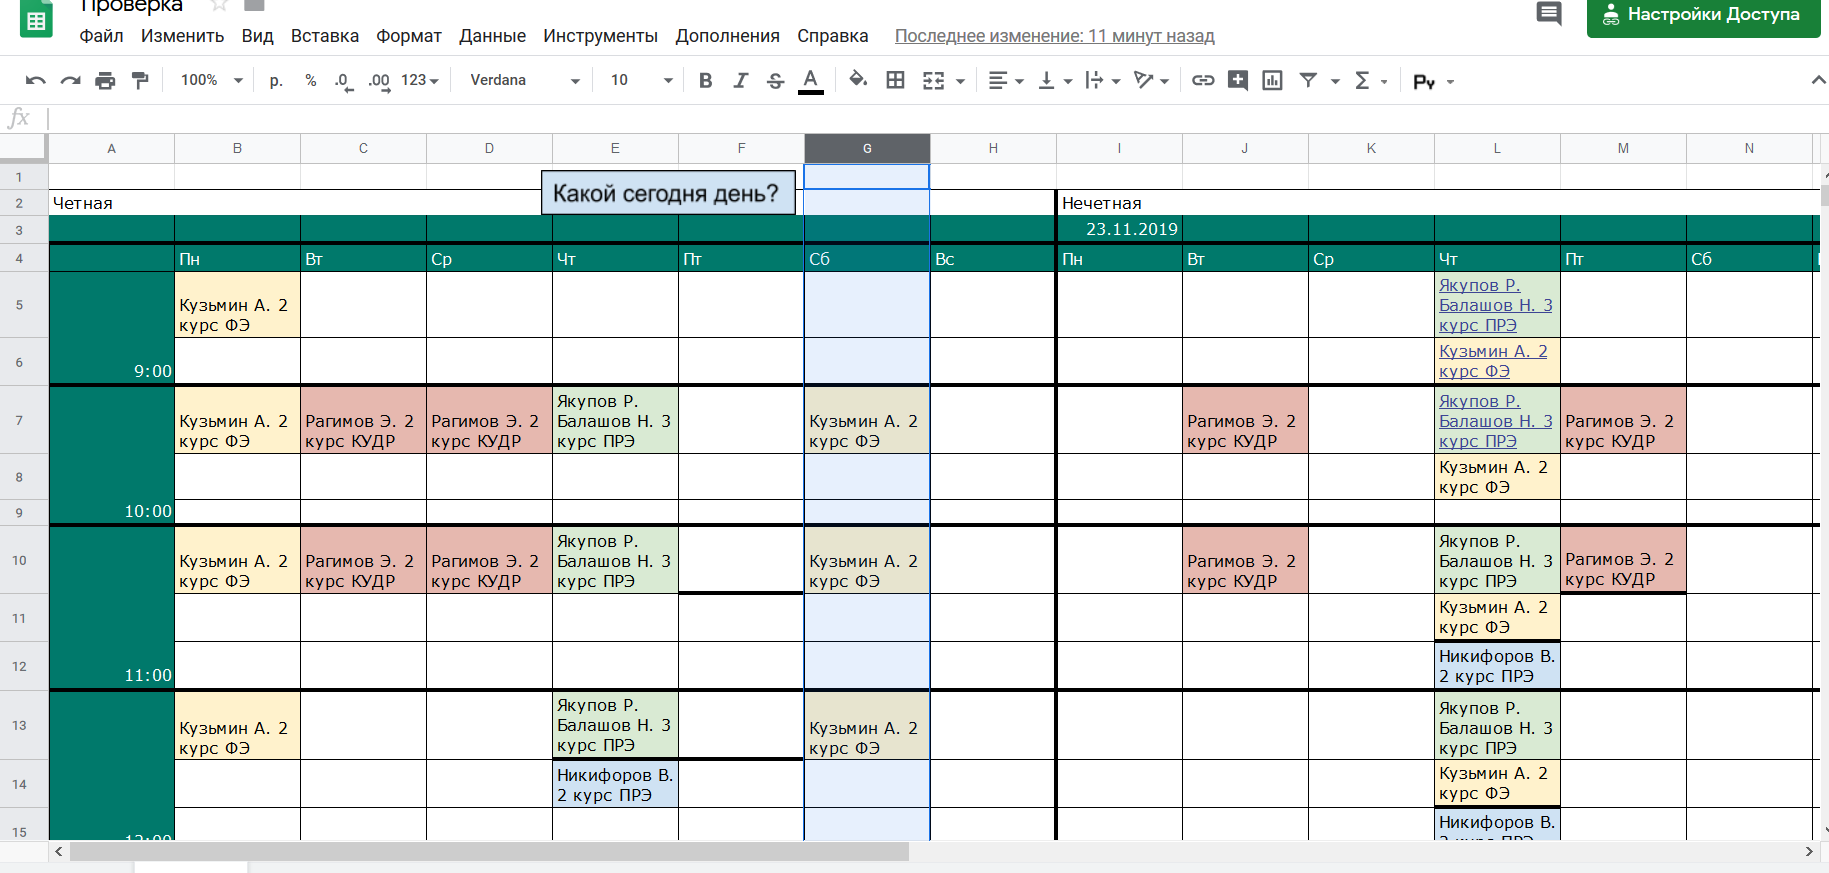 Проверка
Файл Изменить Вид Вставка Формат Данные Инструменты Дополнения Справка Последнее изменение: 11 минут назад
Настройки Доступа
100% р. % .0 .00 123 Verdana 10 B I S A Σ Ру
fx
A B C D E F G H I J K L M N
1
Какой сегодня день?
2 Четная Нечетная
3 23.11.2019
4 Пн Вт Ср Чт Пт Сб Вс Пн Вт Ср Чт Пт Сб
5 Кузьмин А. 2 Якупов Р.
курс ФЭ Балашов Н. 3
курс ПРЭ
6 Кузьмин А. 2
9:00 курс ФЭ
7 Якупов Р. Якупов Р.
Кузьмин А. 2 Рагимов Э. 2 Рагимов Э. 2 Балашов Н. 3 Кузьмин А. 2 Рагимов Э. 2 Балашов Н. 3 Рагимов Э. 2
курс ФЭ курс КУДР курс КУДР курс ПРЭ курс ФЭ курс КУДР курс ПРЭ курс КУДР
8 Кузьмин А. 2
курс ФЭ
9 10:00
10 Якупов Р. Якупов Р.
Кузьмин А. 2 Рагимов Э. 2 Рагимов Э. 2 Балашов Н. 3 Кузьмин А. 2 Рагимов Э. 2 Балашов Н. 3 Рагимов Э. 2
курс ФЭ курс КУДР курс КУДР курс ПРЭ курс ФЭ курс КУДР курс ПРЭ курс КУДР
11 Кузьмин А. 2
курс ФЭ
12 Никифоров В.
11:00 2 курс ПРЭ
13 Якупов Р. Якупов Р.
Кузьмин А. 2 Балашов Н. 3 Кузьмин А. 2 Балашов Н. 3
курс ФЭ курс ПРЭ курс ФЭ курс ПРЭ
14 Никифоров В. Кузьмин А. 2
2 курс ПРЭ курс ФЭ
15 Никифоров В.
12:00 2 курс ПРЭ